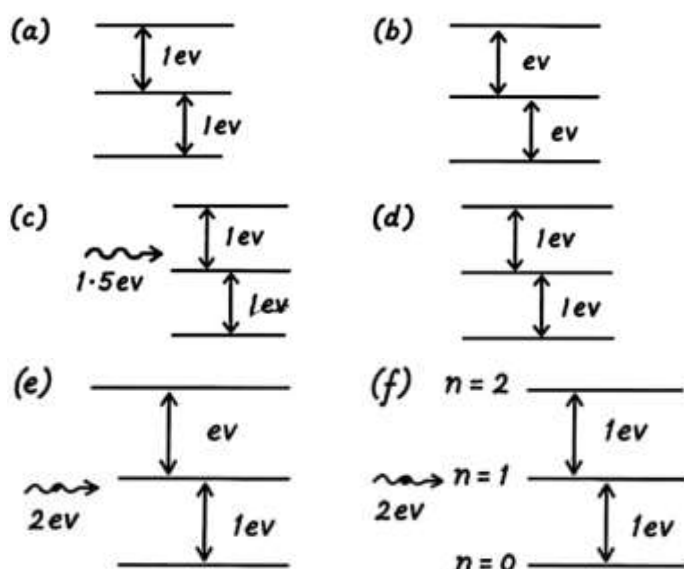 (a) 1ev (b) ev
1ev ev
(c) 1ev (d) 1ev
1.5ev 1ev 1ev
(e) ev (f) n = 2 1ev
2ev 1ev 2ev n = 1 1ev
n = 0